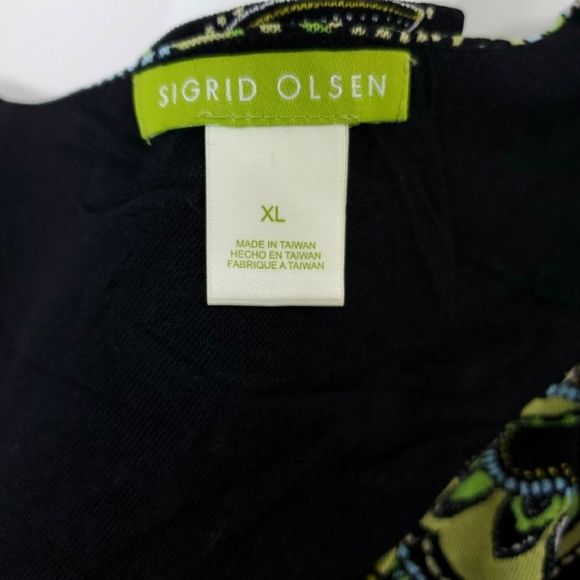 SIGRID OLSEN
XL
MADE IN TAIWAN
HECHO EN TAIWAN
FABRIQUE A TAIWAN